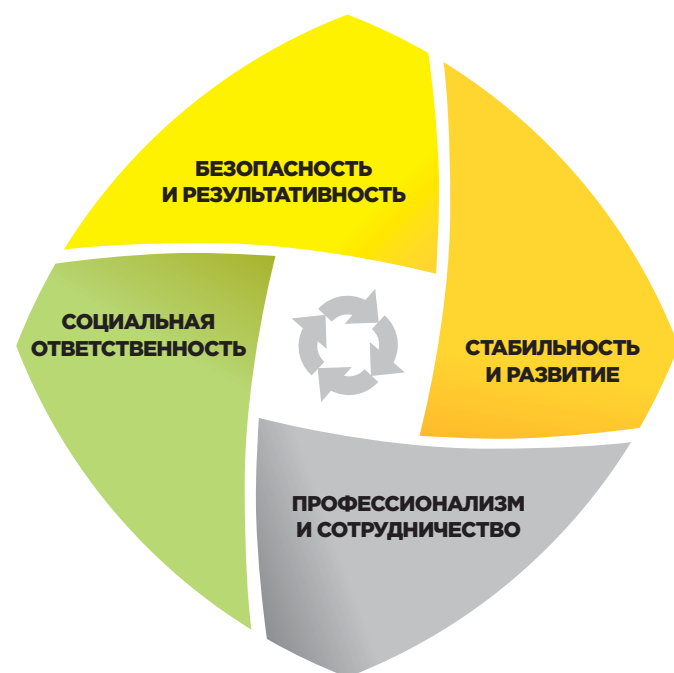 БЕЗОПАСНОСТЬ
И РЕЗУЛЬТАТИВНОСТЬ
СТАБИЛЬНОСТЬ
И РАЗВИТИЕ
ПРОФЕССИОНАЛИЗМ
И СОТРУДНИЧЕСТВО
СОЦИАЛЬНАЯ
ОТВЕТСТВЕННОСТЬ